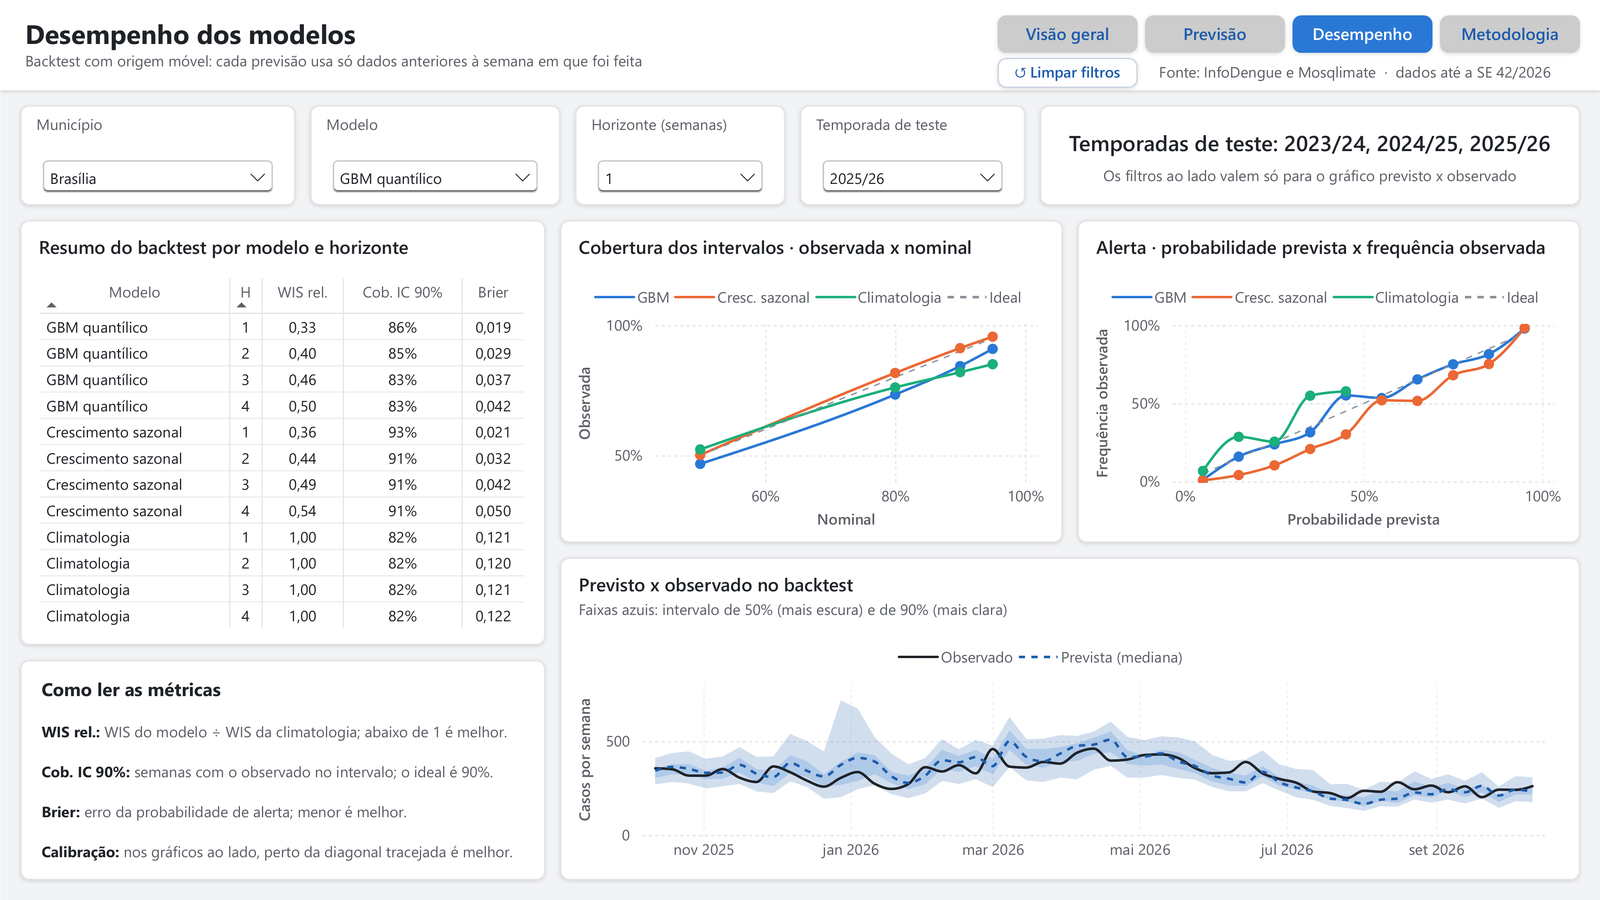 Desempenho dos modelos
Backtest com origem móvel: cada previsão usa só dados anteriores à semana em que foi feita
Visão geral
Previsão
Desempenho
Metodologia
↺ Limpar filtros
Fonte: InfoDengue e Mosqlimate · dados até a SE 42/2026
Município
Brasília
Modelo
GBM quantílico
Horizonte (semanas)
1
Temporada de teste
2025/26
Temporadas de teste: 2023/24, 2024/25, 2025/26
Os filtros ao lado valem só para o gráfico previsto x observado
Resumo do backtest por modelo e horizonte
Modelo H WIS rel. Cob. IC 90% Brier
GBM quantílico 1 0,33 86% 0,019
GBM quantílico 2 0,40 85% 0,029
GBM quantílico 3 0,46 83% 0,037
GBM quantílico 4 0,50 83% 0,042
Crescimento sazonal 1 0,36 93% 0,021
Crescimento sazonal 2 0,44 91% 0,032
Crescimento sazonal 3 0,49 91% 0,042
Crescimento sazonal 4 0,54 91% 0,050
Climatologia 1 1,00 82% 0,121
Climatologia 2 1,00 82% 0,120
Climatologia 3 1,00 82% 0,121
Climatologia 4 1,00 82% 0,122
Como ler as métricas
WIS rel.: WIS do modelo ÷ WIS da climatologia; abaixo de 1 é melhor.
Cob. IC 90%: semanas com o observado no intervalo; o ideal é 90%.
Brier: erro da probabilidade de alerta; menor é melhor.
Calibração: nos gráficos ao lado, perto da diagonal tracejada é melhor.
Cobertura dos intervalos · observada x nominal
GBM Cresc. sazonal Climatologia Ideal
100%
50%
Observada
60% 80% 100%
Nominal
Alerta · probabilidade prevista x frequência observada
GBM Cresc. sazonal Climatologia Ideal
100%
50%
0%
Frequência observada
0% 50% 100%
Probabilidade prevista
Previsto x observado no backtest
Faixas azuis: intervalo de 50% (mais escura) e de 90% (mais clara)
Observado Prevista (mediana)
500
0
Casos por semana
nov 2025 jan 2026 mar 2026 mai 2026 jul 2026 set 2026